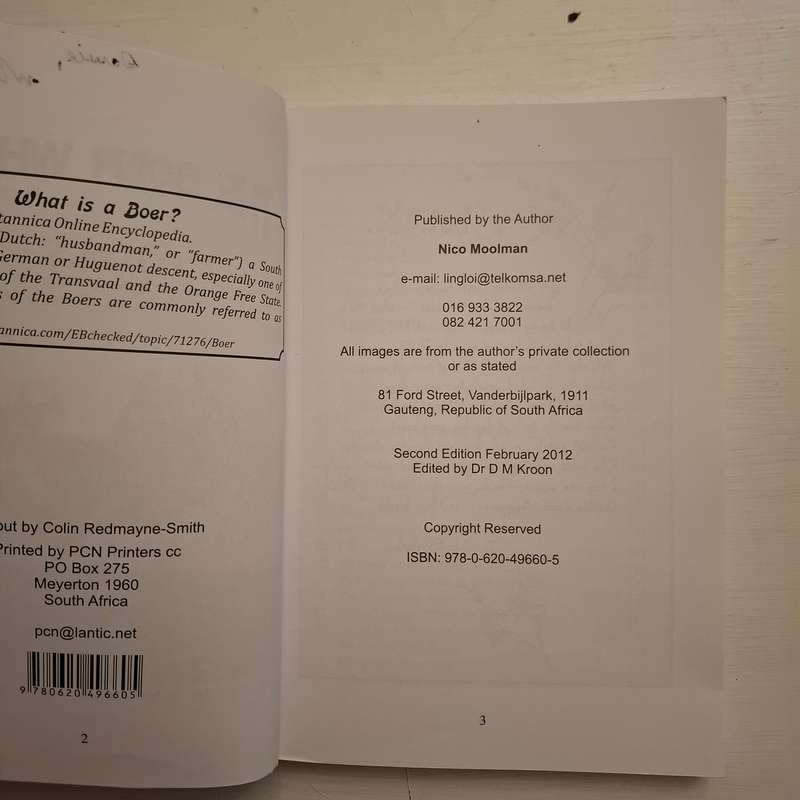 What is a Boer?
Britannica Online Encyclopedia.
Dutch: “husbandman,” or “farmer”) a South
German or Huguenot descent, especially one of
of the Transvaal and the Orange Free State.
of the Boers are commonly referred to as
/EBchecked/topic/71276/Boer
by Colin Redmayne-Smith
Printed by PCN Printers cc
PO Box 275
Meyerton 1960
South Africa
pcn@lantic.net
9 780620 496605
2
Published by the Author
Nico Moolman
e-mail: lingloi@telkomsa.net
016 933 3822
082 421 7001
All images are from the author’s private collection
or as stated
81 Ford Street, Vanderbijlpark, 1911
Gauteng, Republic of South Africa
Second Edition February 2012
Edited by Dr D M Kroon
Copyright Reserved
ISBN: 978-0-620-49660-5
3